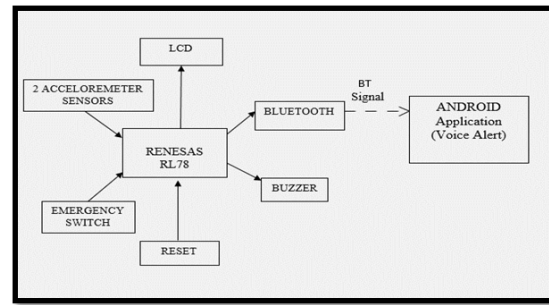 LCD
2 ACCELOREMETER
SENSORS
BT
Signal
BLUETOOTH
ANDROID
Application
(Voice Alert)
RENESAS
RL78
BUZZER
EMERGENCY
SWITCH
RESET